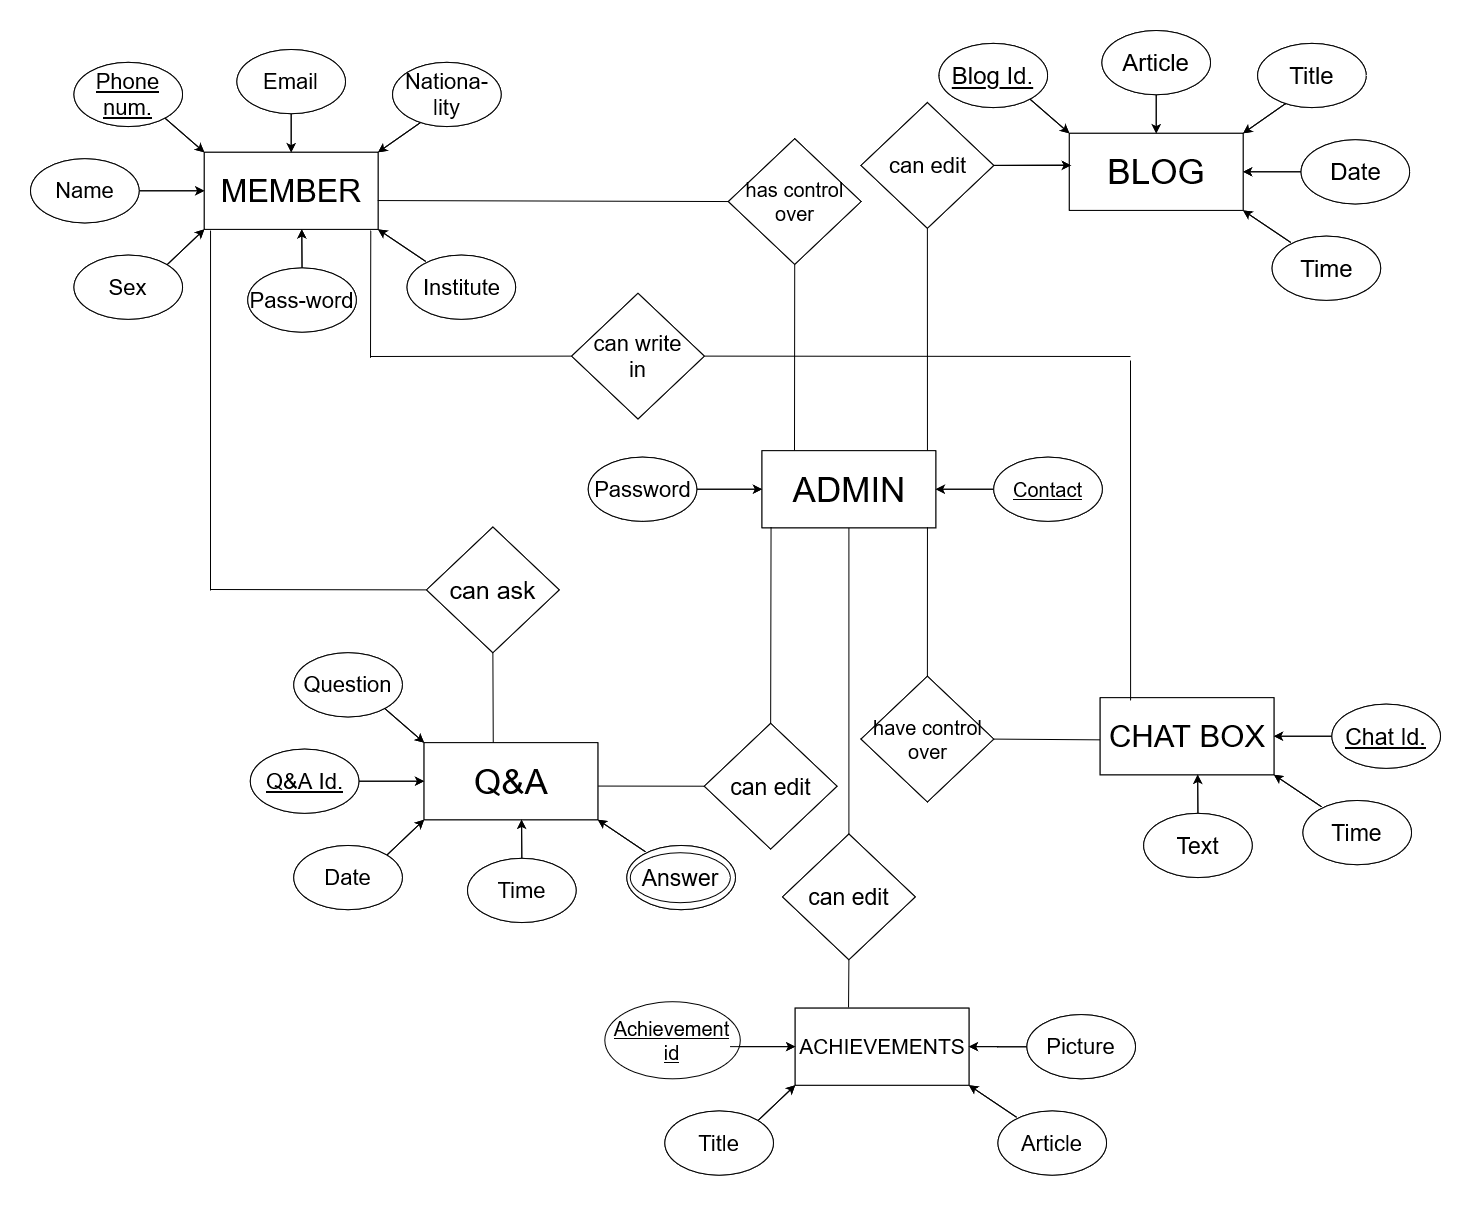 Phone
num.
Email
Nationa-
lity
Name
MEMBER
Sex
Pass-word
Institute
has control
over
can edit
Blog Id.
Article
Title
BLOG
Date
Time
can write
in
Password
ADMIN
Contact
can ask
Question
Q&A Id.
Q&A
Date
Time
Answer
can edit
have control
over
CHAT BOX
Chat Id.
Text
Time
can edit
Achievement
id
ACHIEVEMENTS
Picture
Title
Article